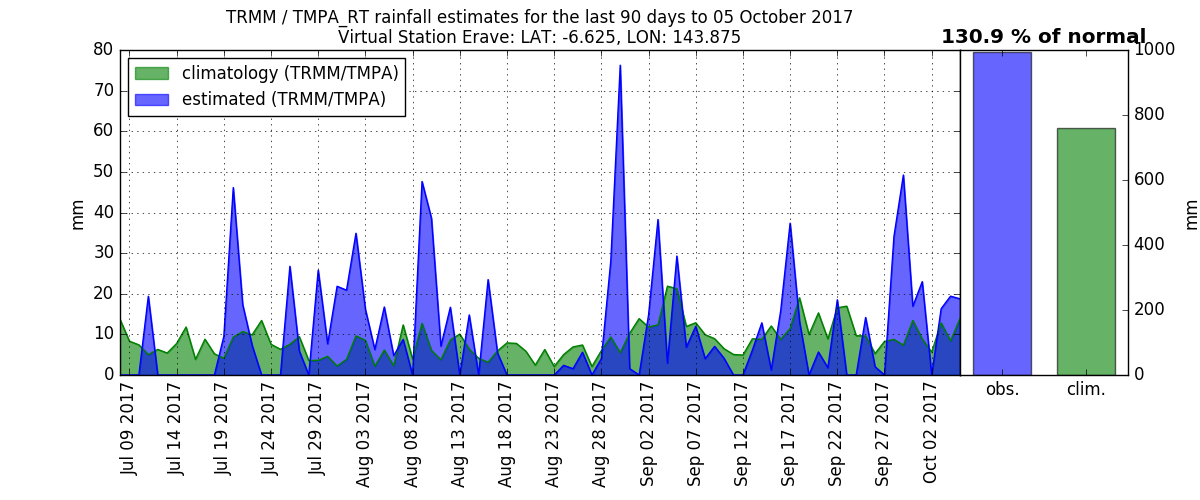 TRMM / TMPA_RT rainfall estimates for the last 90 days to 05 October 2017
Virtual Station Erave: LAT: -6.625, LON: 143.875
130.9 % of normal
climatology (TRMM/TMPA)
estimated (TRMM/TMPA)
mm
80
70
60
50
40
30
20
10
0
Jul 09 2017
Jul 14 2017
Jul 19 2017
Jul 24 2017
Jul 29 2017
Aug 03 2017
Aug 08 2017
Aug 13 2017
Aug 18 2017
Aug 23 2017
Aug 28 2017
Sep 02 2017
Sep 07 2017
Sep 12 2017
Sep 17 2017
Sep 22 2017
Sep 27 2017
Oct 02 2017
obs.
clim.
1000
800
600
400
200
0
mm